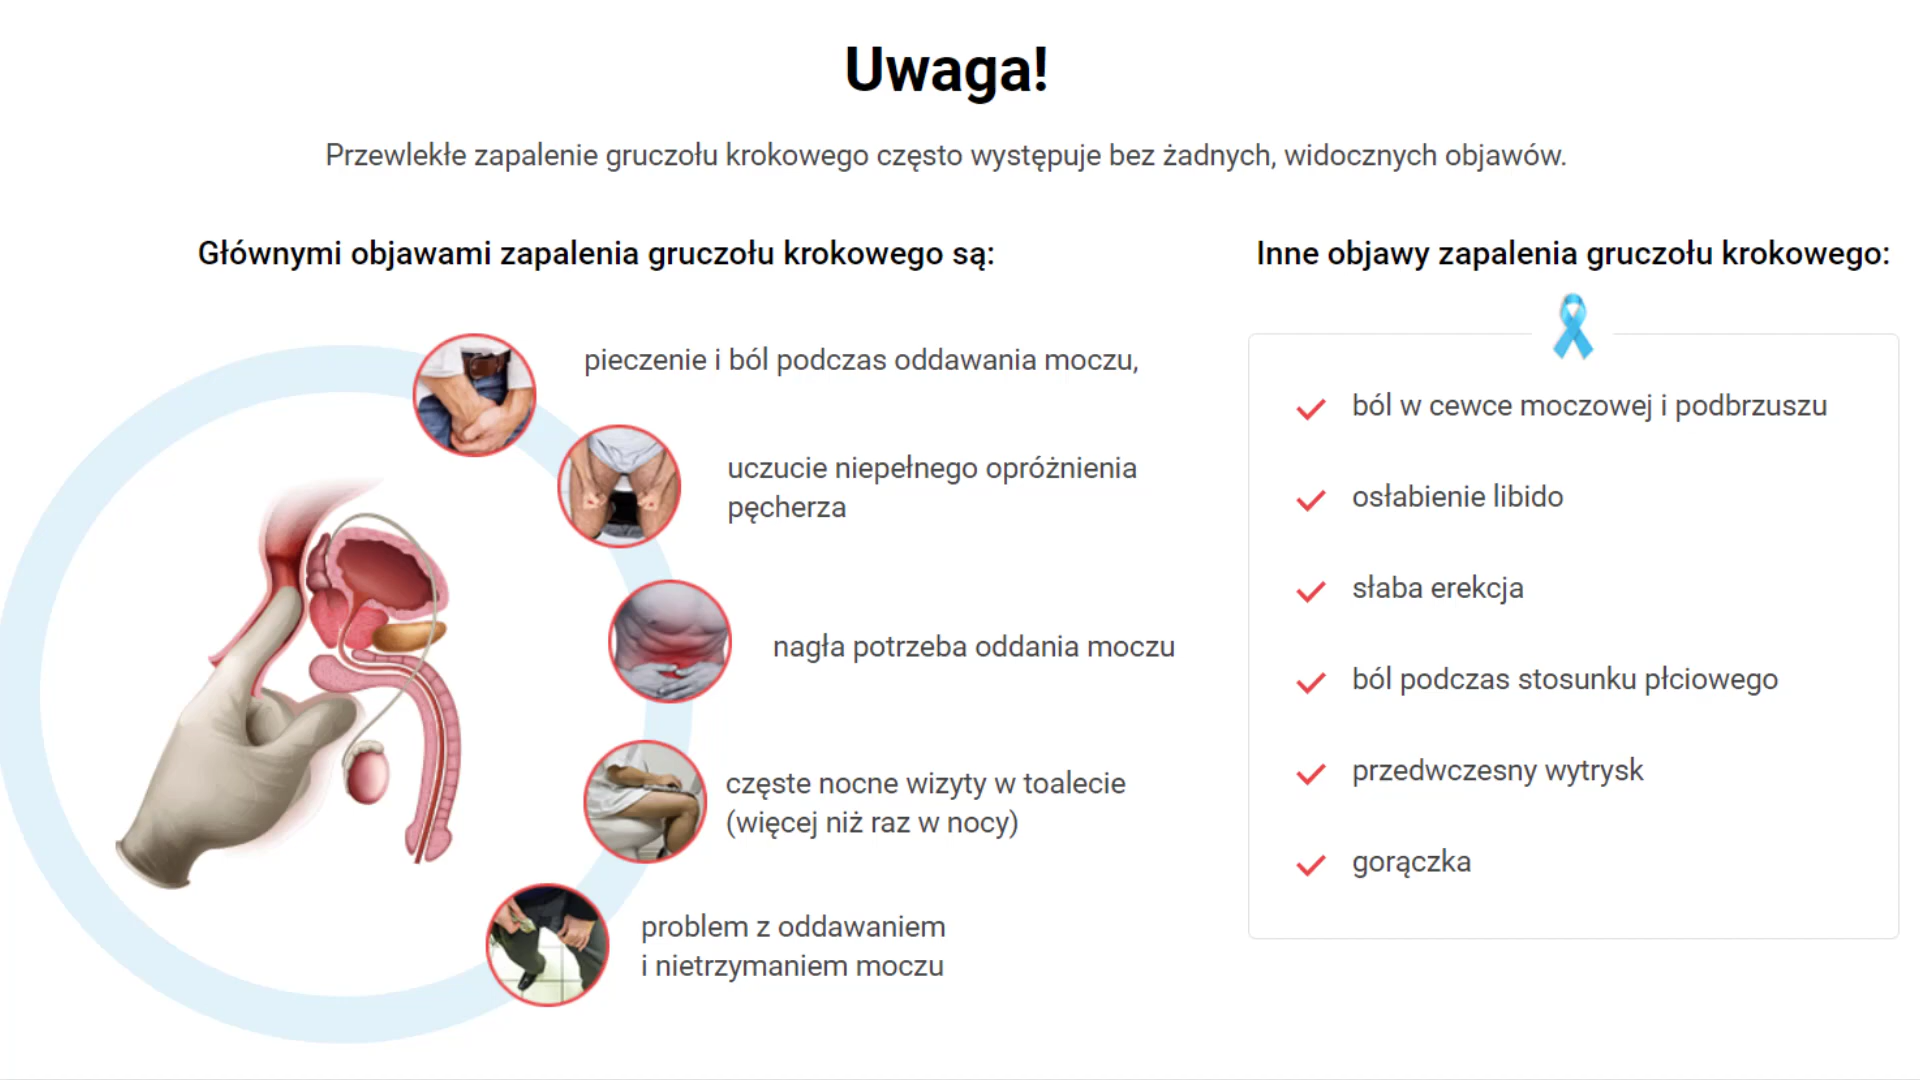 Uwaga!
Przewlekłe zapalenie gruczołu krokowego często występuje bez żadnych, widocznych objawów.
Głównymi objawami zapalenia gruczołu krokowego są:
pieczenie i ból podczas oddawania moczu,
uczucie niepełnego opróżnienia
pęcherza
nagła potrzeba oddania moczu
częste nocne wizyty w toalecie
(więcej niż raz w nocy)
problem z oddawaniem
i nietrzymaniem moczu
Inne objawy zapalenia gruczołu krokowego:
ból w cewce moczowej i podbrzuszu
osłabienie libido
słaba erekcja
ból podczas stosunku płciowego
przedwczesny wytrysk
gorączka